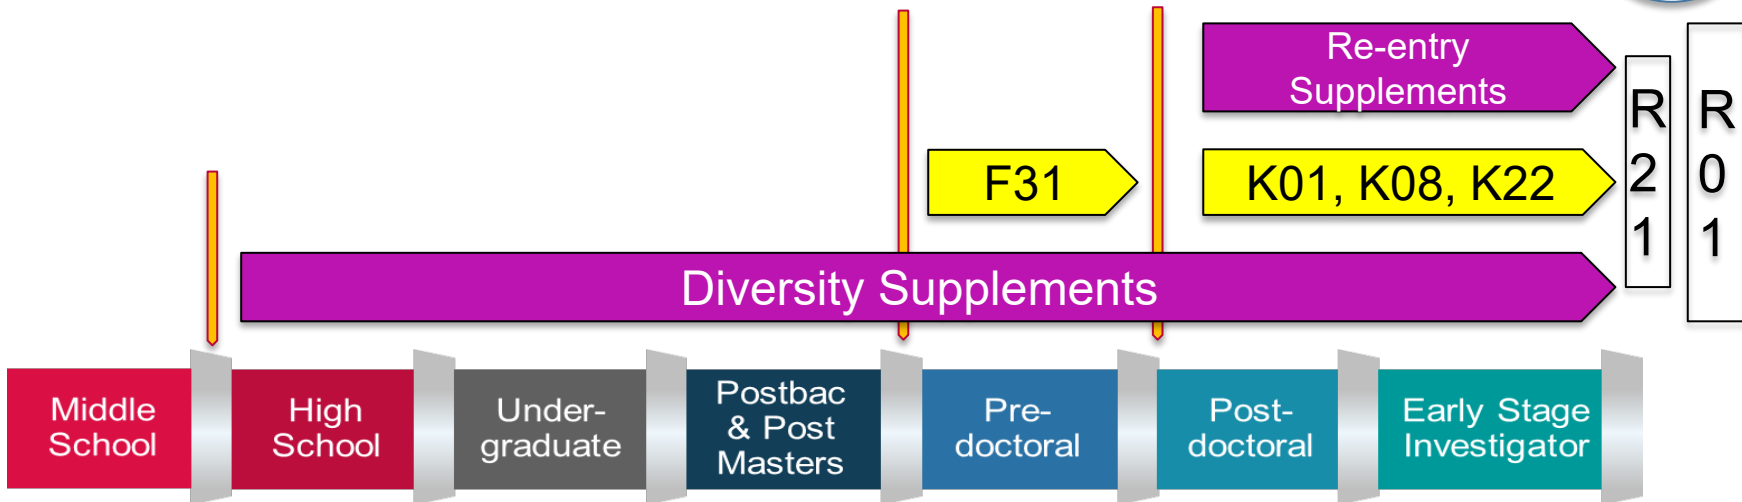 Re-entry
Supplements
R
2
1
R
0
1
F31
K01, K08, K22
Diversity Supplements
Middle
School
High
School
Under-
graduate
Postbac
& Post
Masters
Pre-
doctoral
Post-
doctoral
Early Stage
Investigator